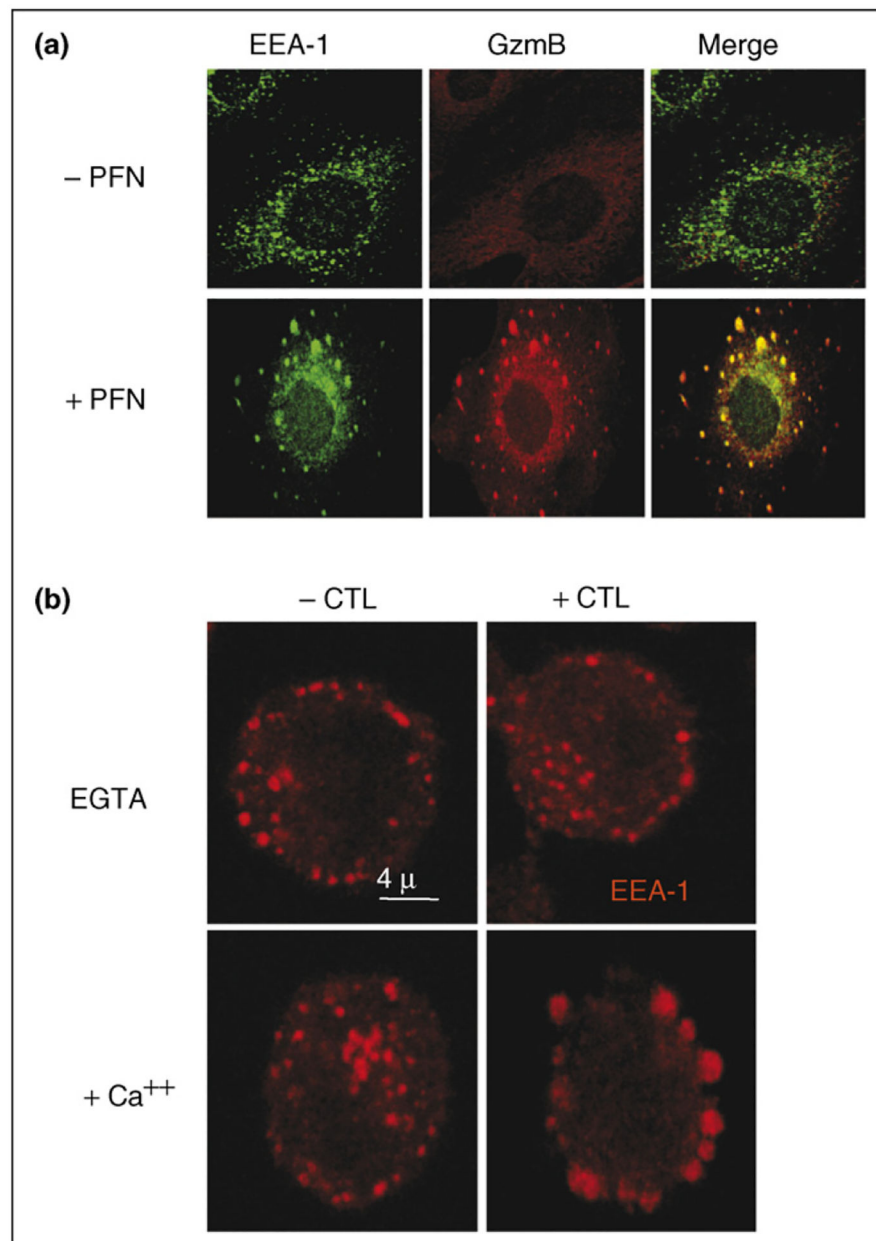 (a) EEA-1 GzmB Merge
– PFN
+ PFN
(b) – CTL + CTL
EGTA
4 μ
EEA-1
+ Ca⁺⁺